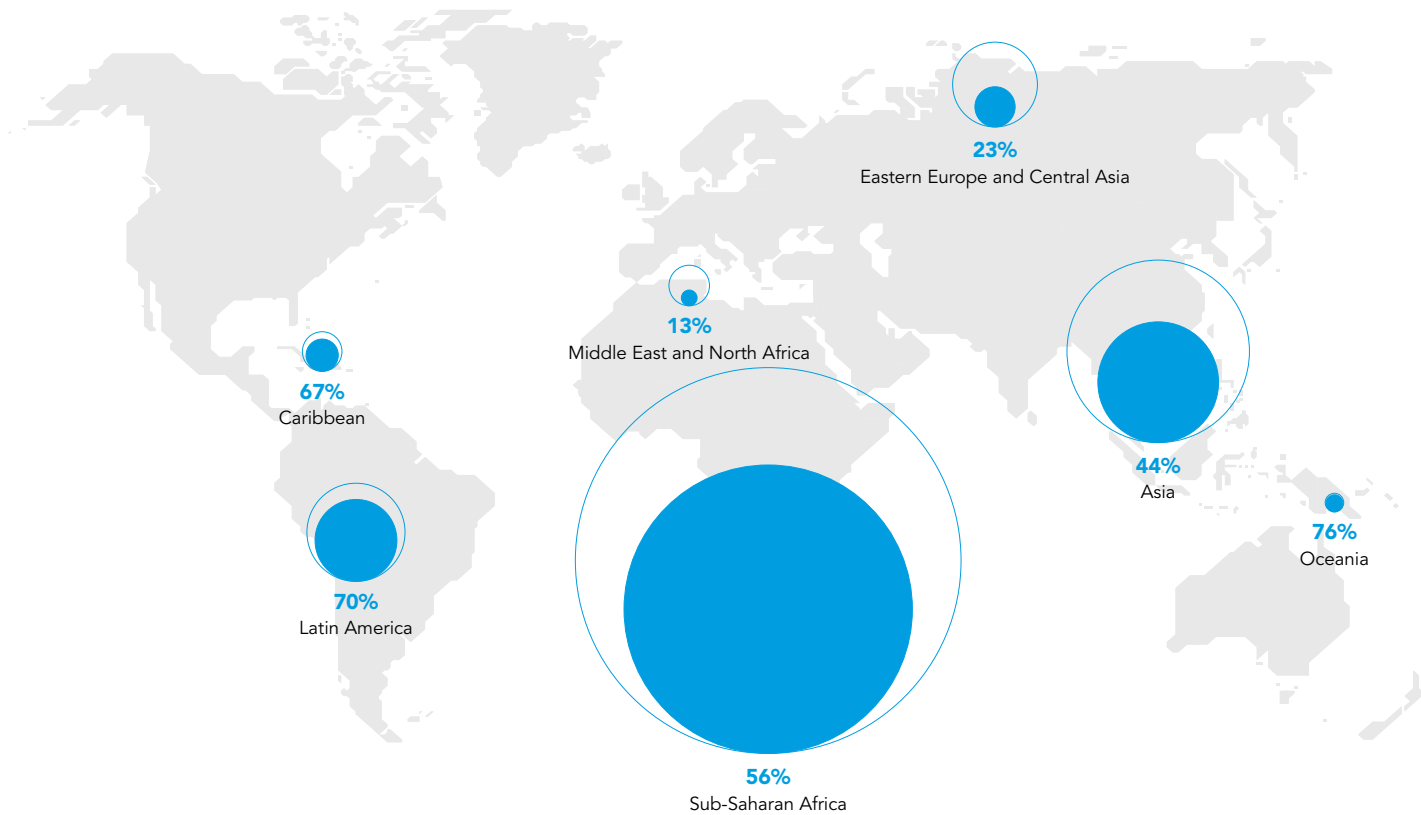 23%
Eastern Europe and Central Asia
13%
Middle East and North Africa
67%
Caribbean
44%
Asia
76%
Oceania
70%
Latin America
56%
Sub-Saharan Africa